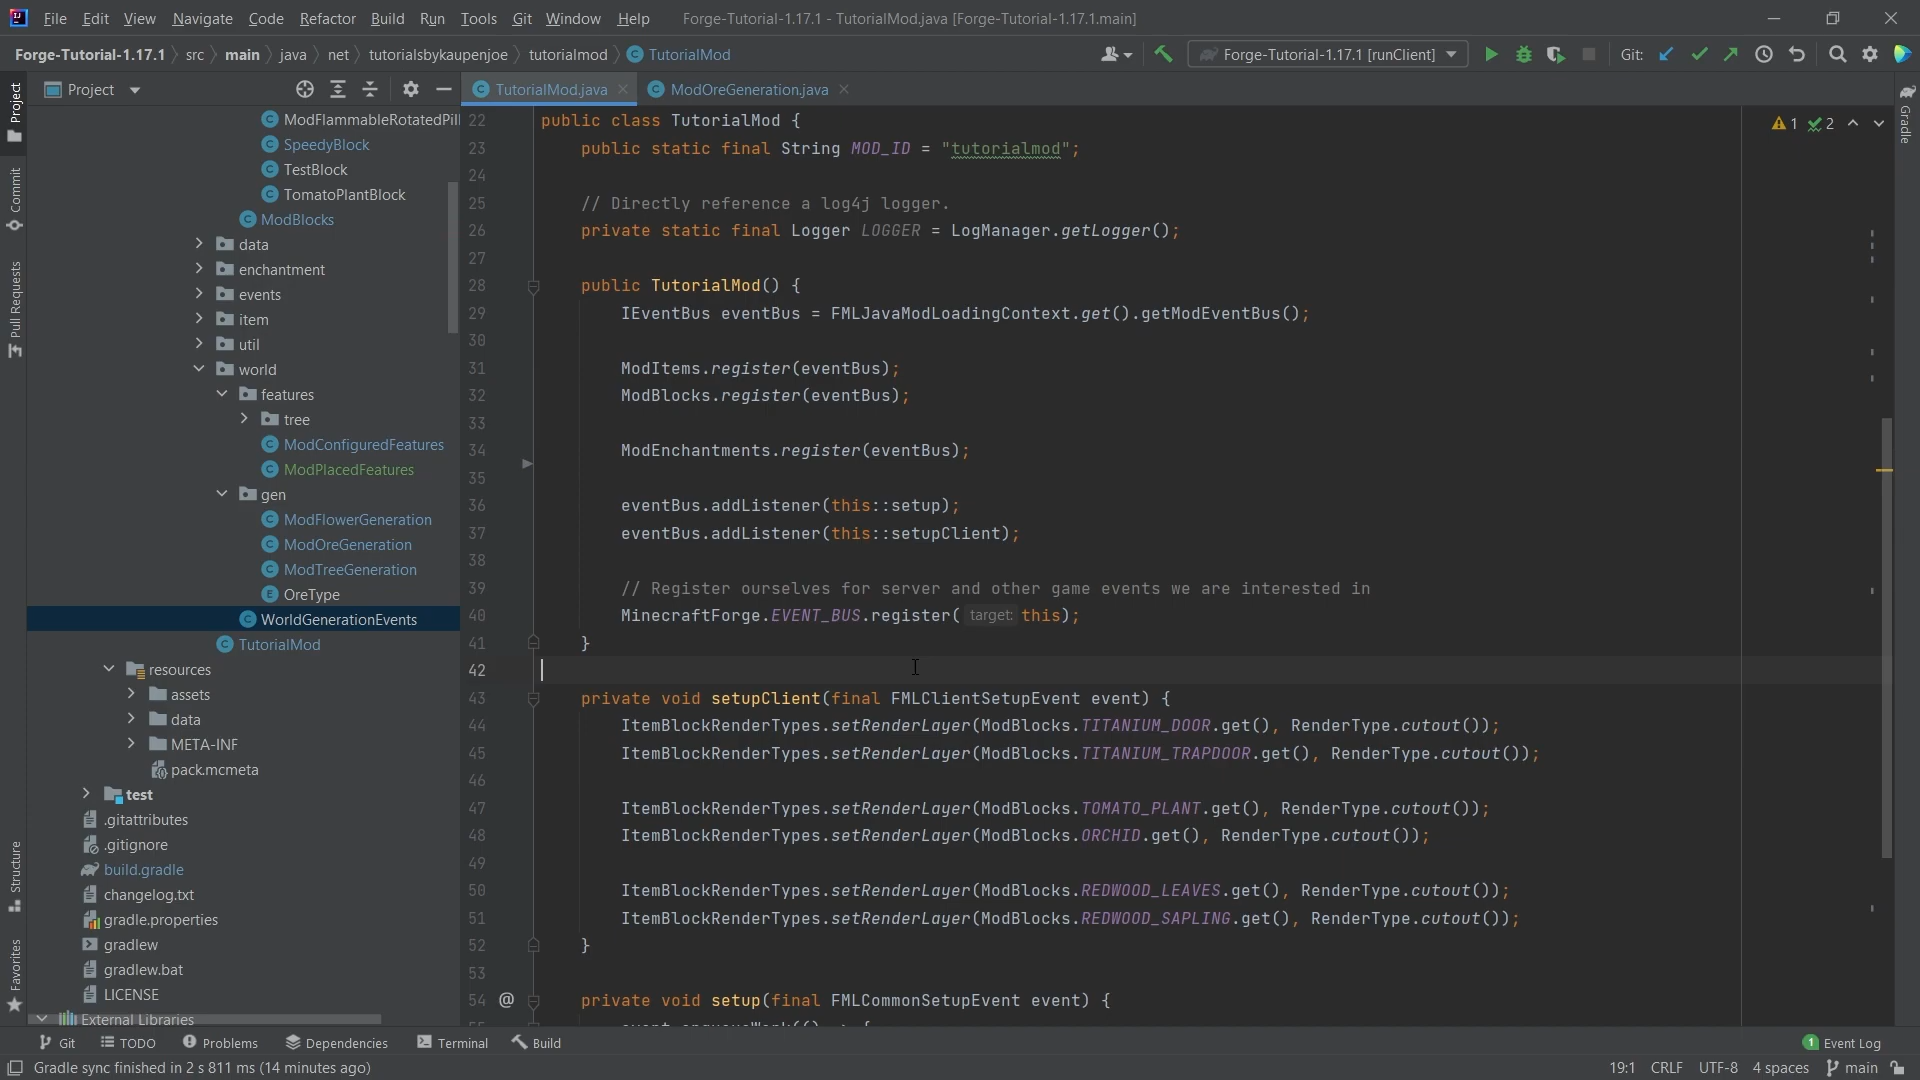 File Edit View Navigate Code Refactor Build Run Tools Git Window Help Forge-Tutorial-1.17.1 - TutorialMod.java [Forge-Tutorial-1.17.1.main]
Forge-Tutorial-1.17.1 src main java net tutorialsbykaupenjoe tutorialmod TutorialMod Forge-Tutorial-1.17.1 [runClient] Git:
Project TutorialMod.java ModOreGeneration.java
Project
Commit
Pull Requests
Structure
Favorites
Gradle
ModFlammableRotatedPill
SpeedyBlock
TestBlock
TomatoPlantBlock
ModBlocks
data
enchantment
events
item
util
world
features
tree
ModConfiguredFeatures
ModPlacedFeatures
gen
ModFlowerGeneration
ModOreGeneration
ModTreeGeneration
OreType
WorldGenerationEvents
TutorialMod
resources
assets
data
META-INF
pack.mcmeta
test
.gitattributes
.gitignore
build.gradle
changelog.txt
gradle.properties
gradlew
gradlew.bat
LICENSE
External Libraries
1 2
22 public class TutorialMod {
23 public static final String MOD_ID = "tutorialmod";
24
25 // Directly reference a log4j logger.
26 private static final Logger LOGGER = LogManager.getLogger();
27
28 public TutorialMod() {
29 IEventBus eventBus = FMLJavaModLoadingContext.get().getModEventBus();
30
31 ModItems.register(eventBus);
32 ModBlocks.register(eventBus);
33
34 ModEnchantments.register(eventBus);
35
36 eventBus.addListener(this::setup);
37 eventBus.addListener(this::setupClient);
38
39 // Register ourselves for server and other game events we are interested in
40 MinecraftForge.EVENT_BUS.register( target: this);
41 }
42
43 private void setupClient(final FMLClientSetupEvent event) {
44 ItemBlockRenderTypes.setRenderLayer(ModBlocks.TITANIUM_DOOR.get(), RenderType.cutout());
45 ItemBlockRenderTypes.setRenderLayer(ModBlocks.TITANIUM_TRAPDOOR.get(), RenderType.cutout());
46
47 ItemBlockRenderTypes.setRenderLayer(ModBlocks.TOMATO_PLANT.get(), RenderType.cutout());
48 ItemBlockRenderTypes.setRenderLayer(ModBlocks.ORCHID.get(), RenderType.cutout());
49
50 ItemBlockRenderTypes.setRenderLayer(ModBlocks.REDWOOD_LEAVES.get(), RenderType.cutout());
51 ItemBlockRenderTypes.setRenderLayer(ModBlocks.REDWOOD_SAPLING.get(), RenderType.cutout());
52 }
53
54 @ private void setup(final FMLCommonSetupEvent event) {
Git TODO Problems Dependencies Terminal Build 1 Event Log
Gradle sync finished in 2 s 811 ms (14 minutes ago) 19:1 CRLF UTF-8 4 spaces main